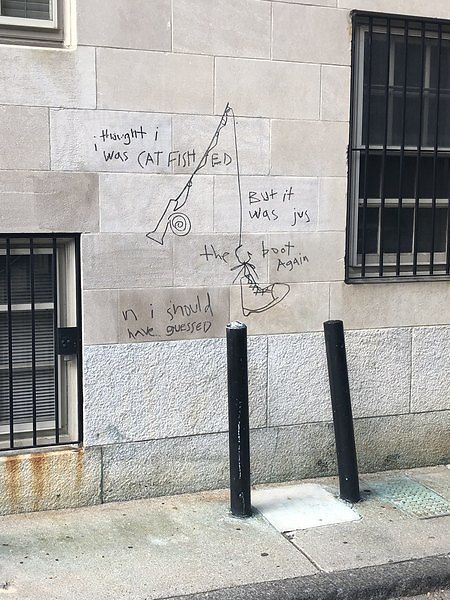 i thought i
i was CATFISHED
But it
was jus
the boot
Again
n i should
have guessed